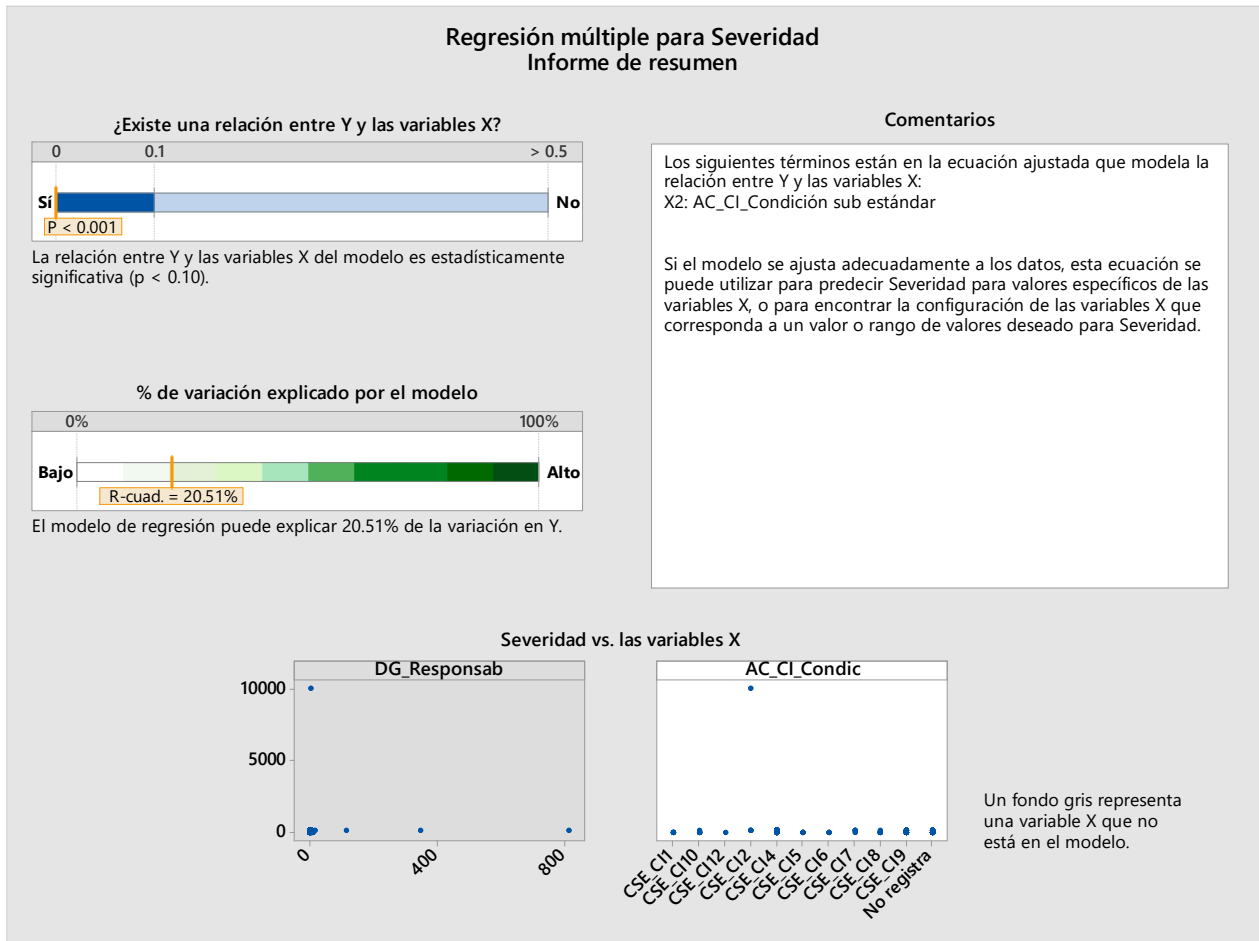 Regresión múltiple para Severidad
Informe de resumen
¿Existe una relación entre Y y las variables X?
0 0.1 > 0.5
Sí No
P < 0.001
La relación entre Y y las variables X del modelo es estadísticamente
significativa (p < 0.10).
% de variación explicado por el modelo
0% 100%
Bajo Alto
R-cuad. = 20.51%
El modelo de regresión puede explicar 20.51% de la variación en Y.
Comentarios
Los siguientes términos están en la ecuación ajustada que modela la
relación entre Y y las variables X:
X2: AC_CI_Condición sub estándar
Si el modelo se ajusta adecuadamente a los datos, esta ecuación se
puede utilizar para predecir Severidad para valores específicos de las
variables X, o para encontrar la configuración de las variables X que
corresponda a un valor o rango de valores deseado para Severidad.
Severidad vs. las variables X
DG_Responsab
10000
5000
0
0 400 800
AC_CI_Condic
CSE_CI1
CSE_CI10
CSE_CI12
CSE_CI2
CSE_CI4
CSE_CI5
CSE_CI6
CSE_CI7
CSE_CI8
CSE_CI9
No registra
Un fondo gris representa
una variable X que no
está en el modelo.